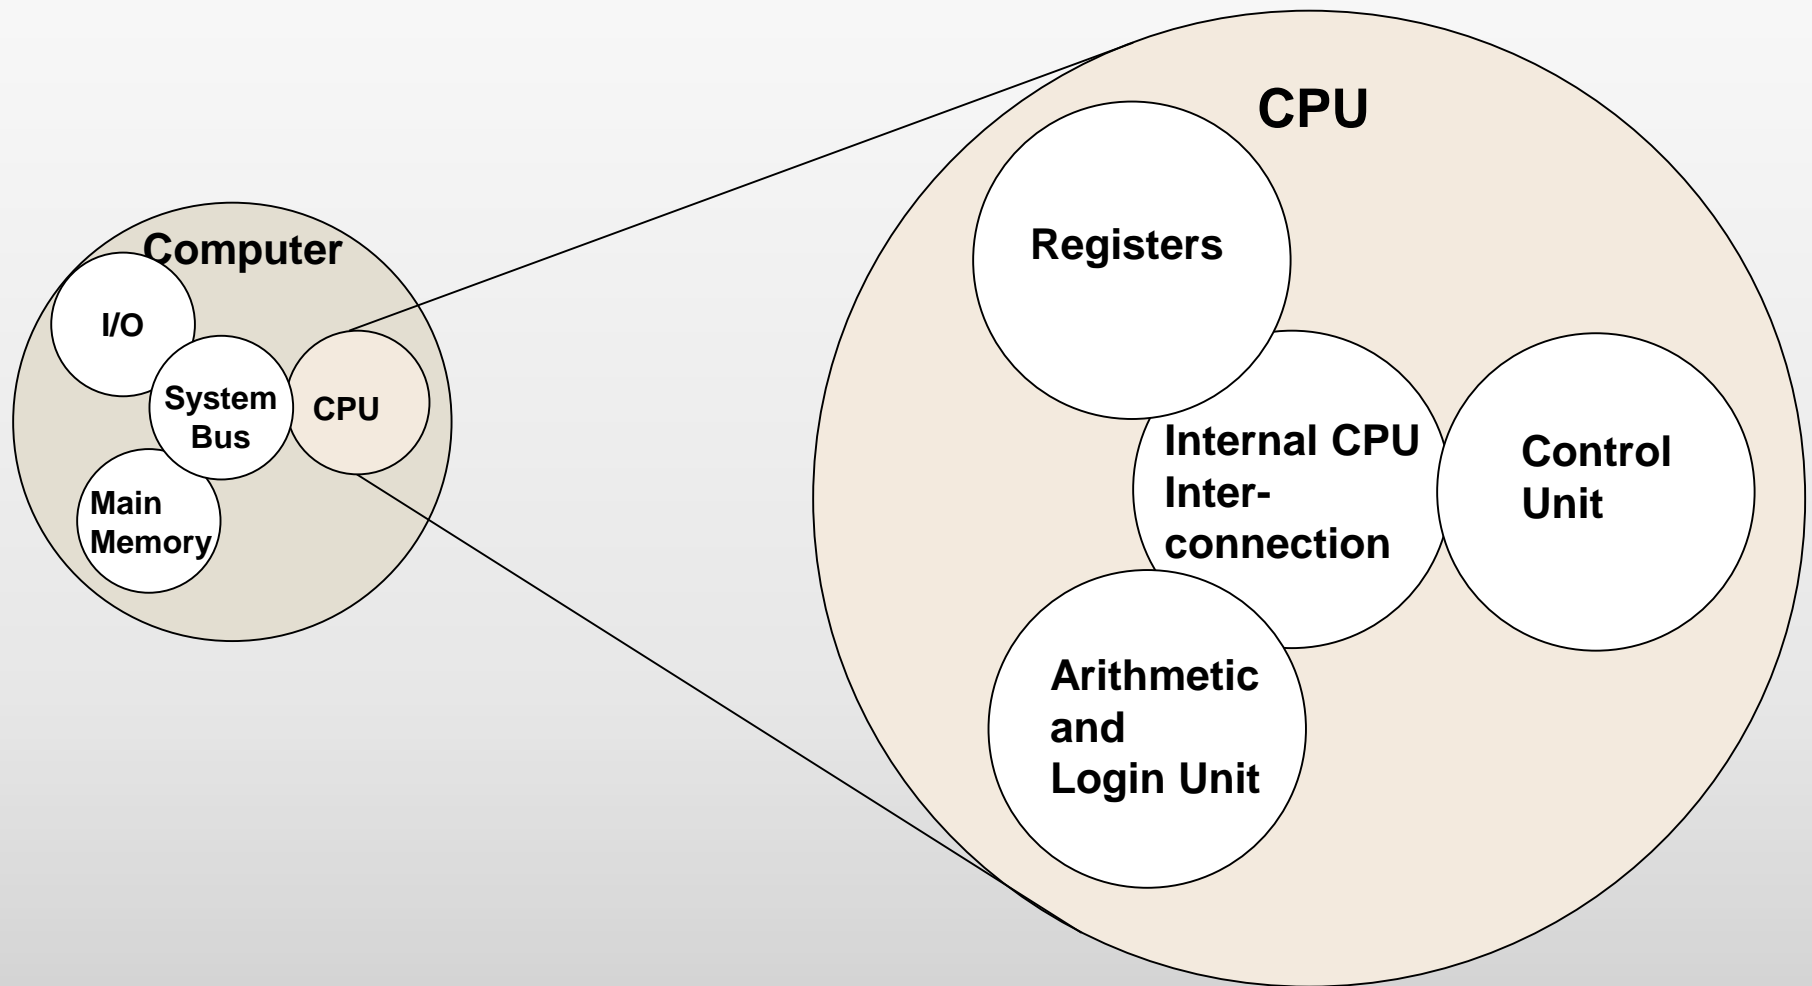 Computer
I/O
System
Bus
CPU
Main
Memory
CPU
Registers
Internal CPU
Inter-
connection
Control
Unit
Arithmetic
and
Login Unit